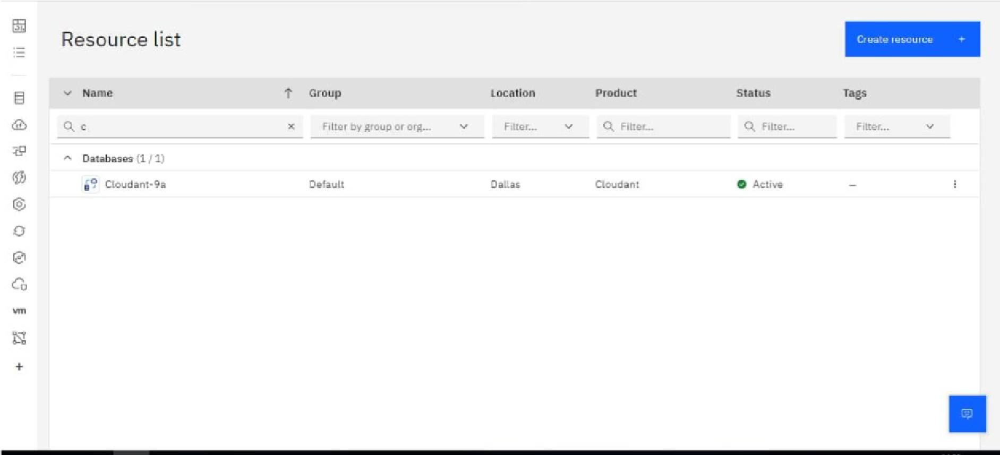 Resource list
Create resource +
Name Group Location Product Status Tags
c Filter by group or org... Filter... Filter... Filter... Filter...
Databases (1 / 1)
Cloudant-9a Default Dallas Cloudant Active –
vm
+